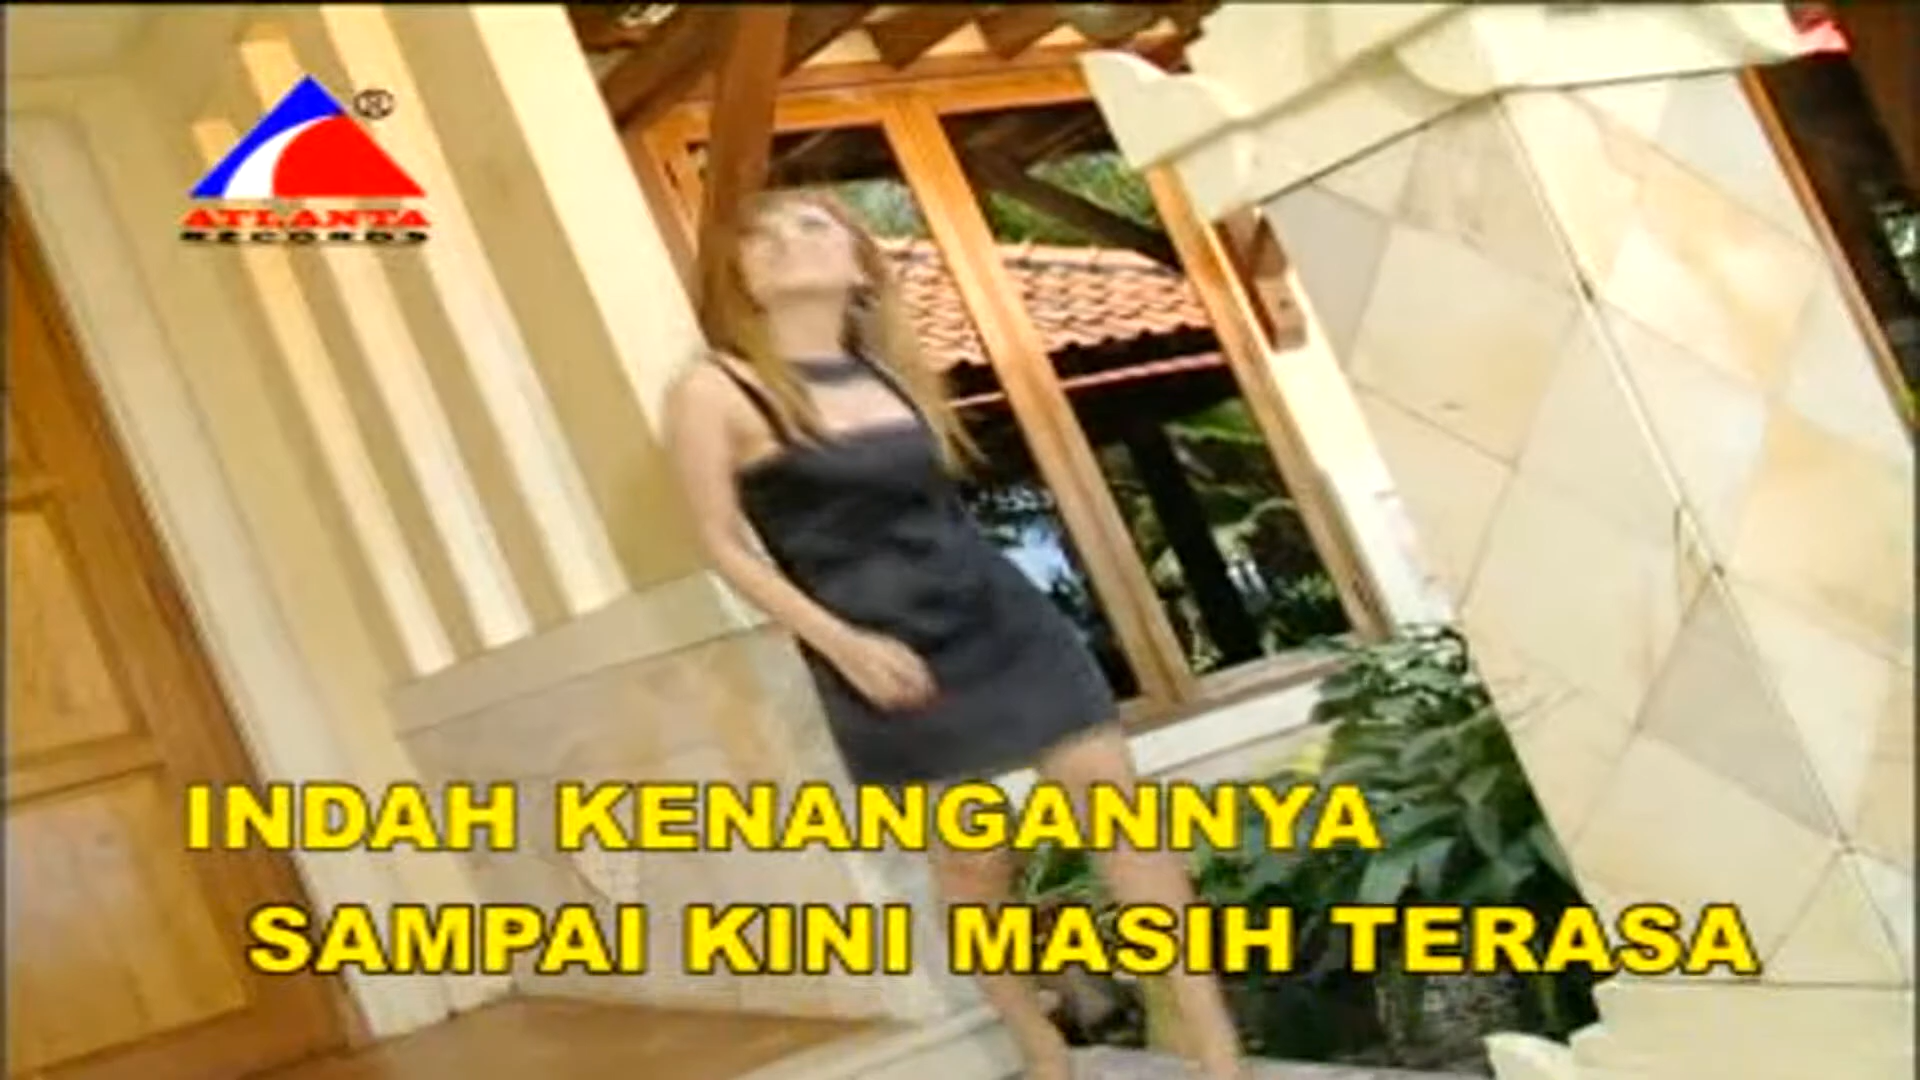 ®
ATLANTA
RECORDS
INDAH KENANGANNYA
SAMPAI KINI MASIH TERASA